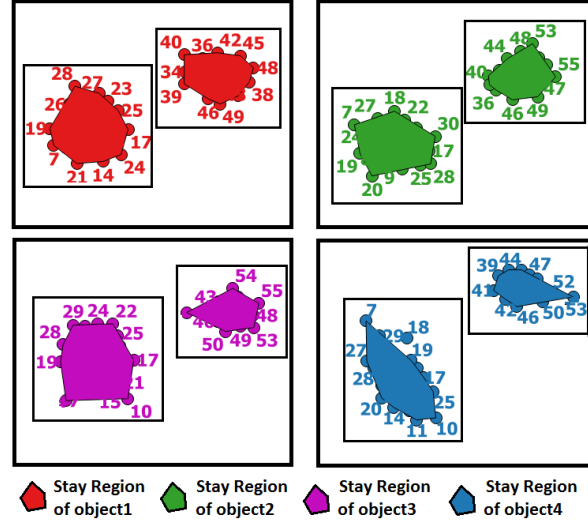 40 36 42 45
34 48
39 38
46 49
28 27 23
26 25
19 17
7 24
21 14
53
48
44
40 55
36 47
46 49
18
27 22
7 30
24 17
19 25 28
20 9
54
43 55
48
50 49 53
29 24 22
28 25
19 17
21
15 10
44 47
39 52
41 53
42 50
46
7
18
29
27 19
28 17
20 25
14 10
11
Stay Region
of object1
Stay Region
of object2
Stay Region
of object3
Stay Region
of object4